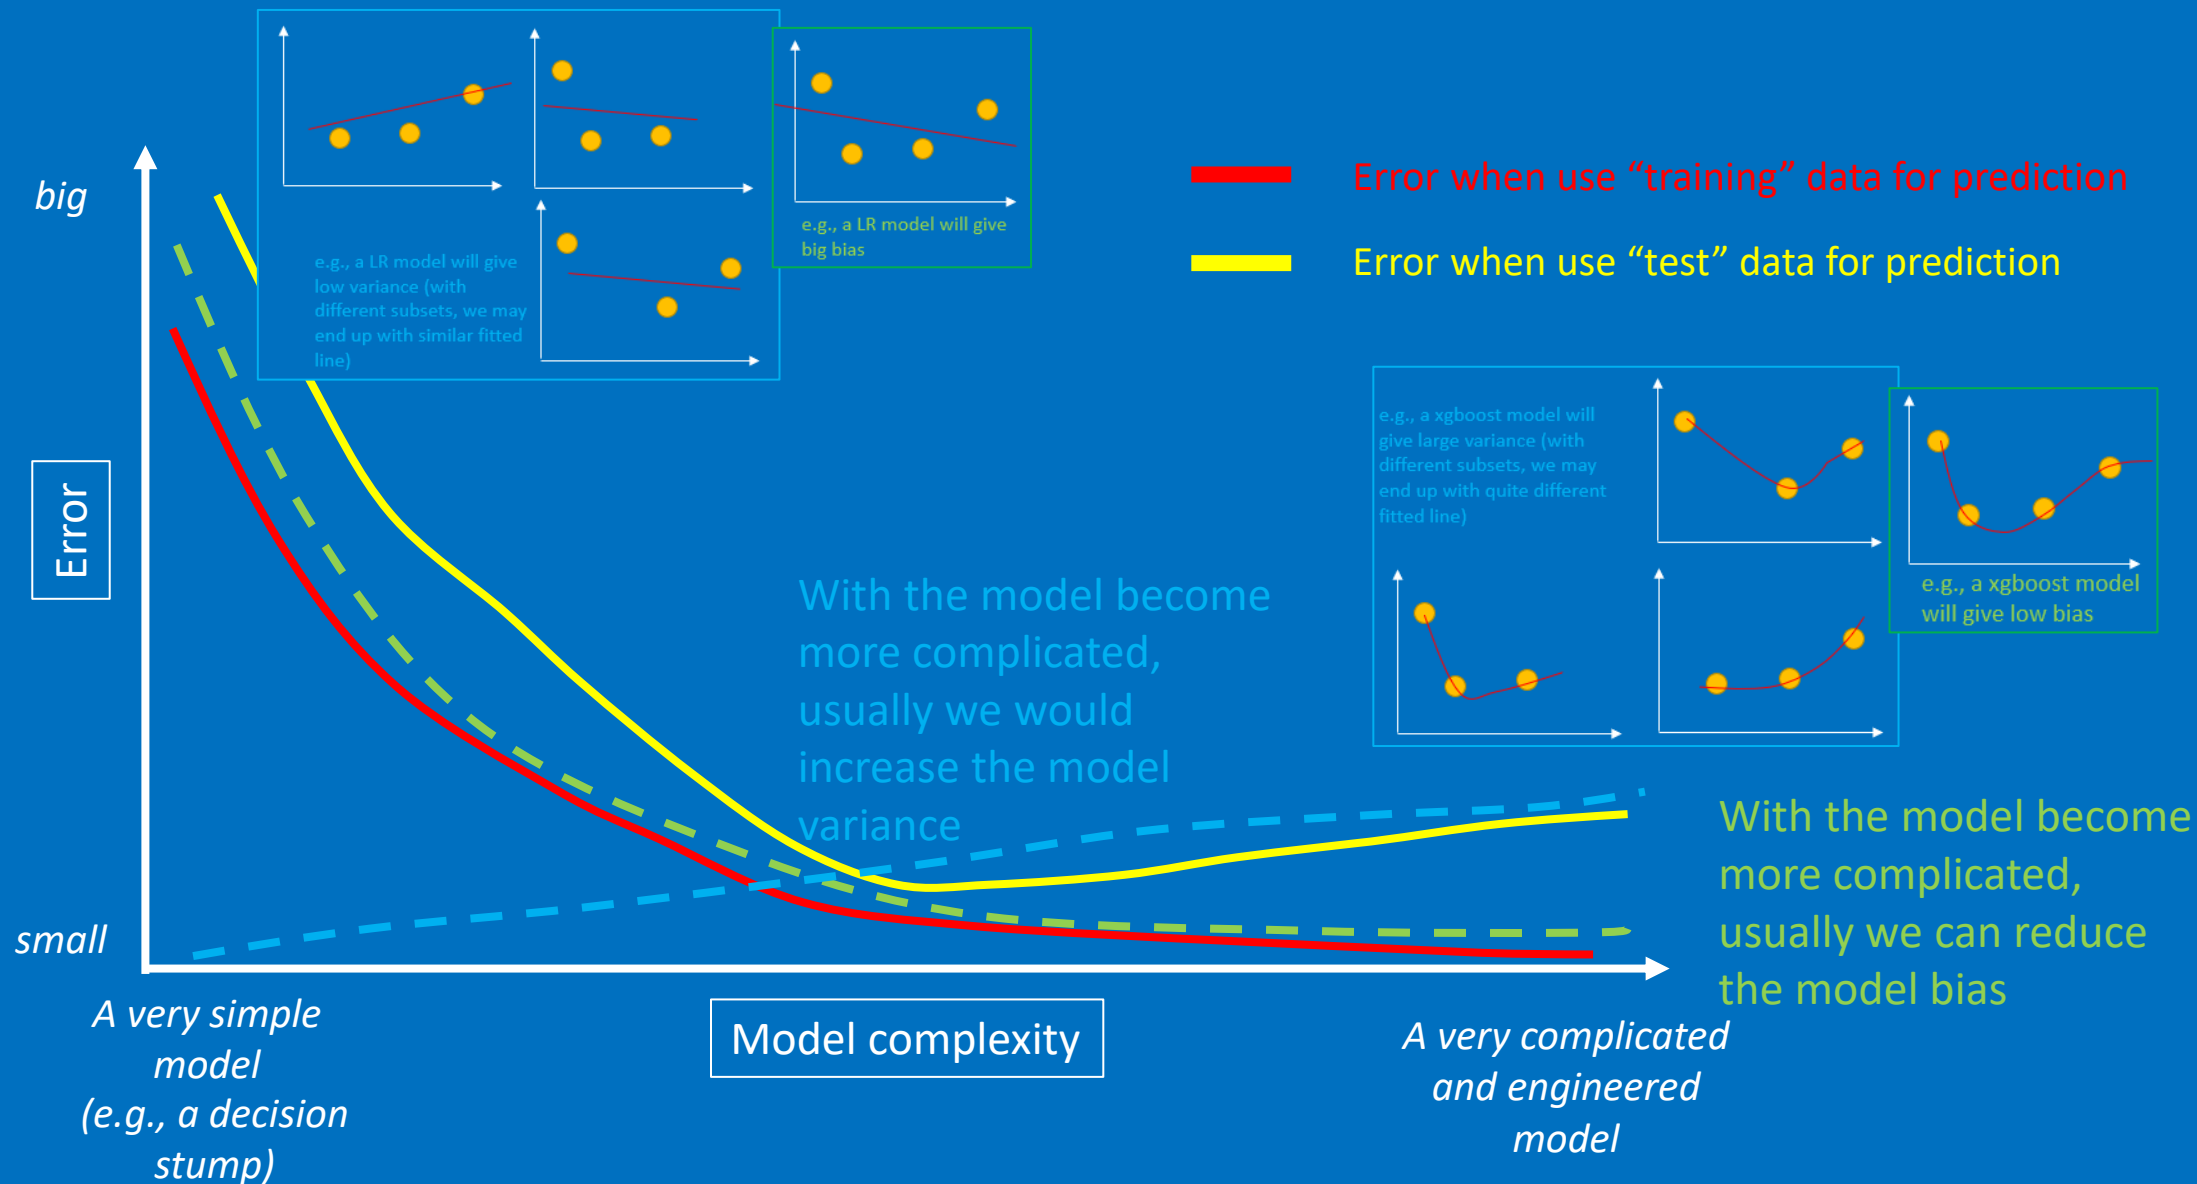 big
Error
small
A very simple
model
(e.g., a decision
stump)
Model complexity
A very complicated
and engineered
model
e.g., a LR model will give
low variance (with
different subsets, we may
end up with similar fitted
line)
e.g., a LR model will give
big bias
Error when use “training” data for prediction
Error when use “test” data for prediction
e.g., a xgboost model will
give large variance (with
different subsets, we may
end up with quite different
fitted line)
e.g., a xgboost model
will give low bias
With the model become
more complicated,
usually we would
increase the model
variance
With the model become
more complicated,
usually we can reduce
the model bias